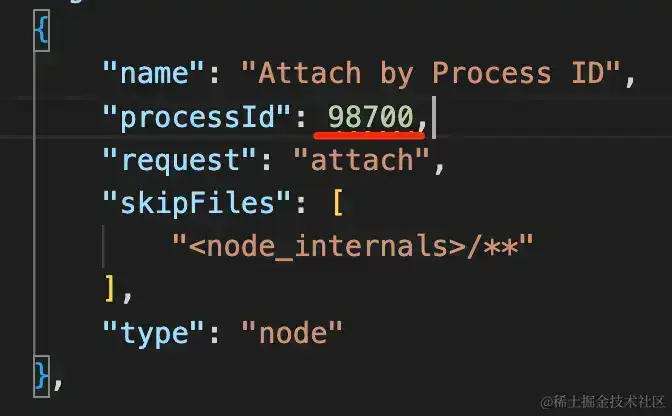 {
"name": "Attach by Process ID",
"processId": 98700,
"request": "attach",
"skipFiles": [
"<node_internals>/**"
],
"type": "node"
},
@稀土掘金技术社区